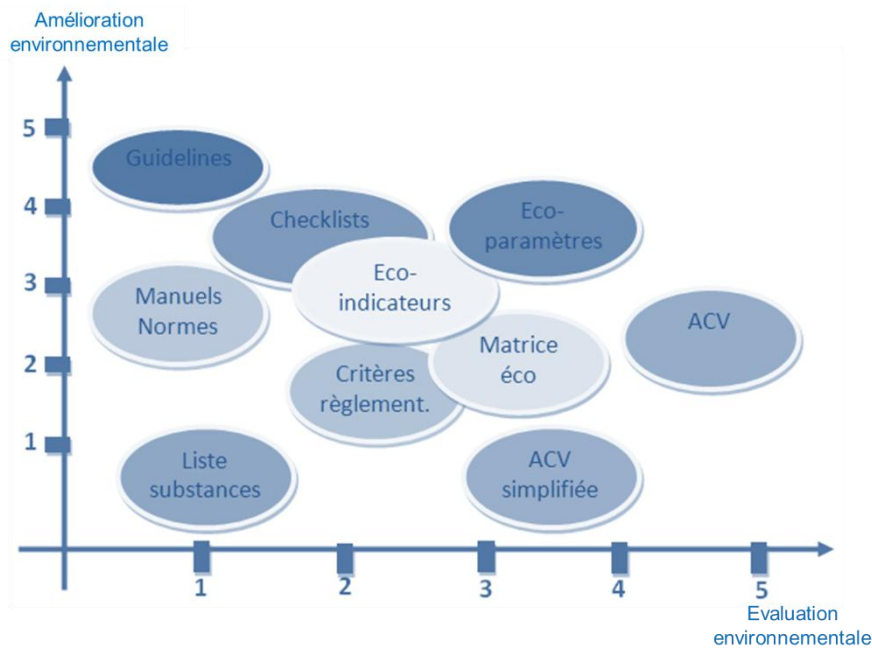 Amélioration
environnementale
5
Guidelines
4
Checklists
Eco-
paramètres
3
Eco-
indicateurs
Manuels
Normes
ACV
2
Matrice
éco
Critères
règlement.
1
Liste
substances
ACV
simplifiée
1
2
3
4
5
Evaluation
environnementale